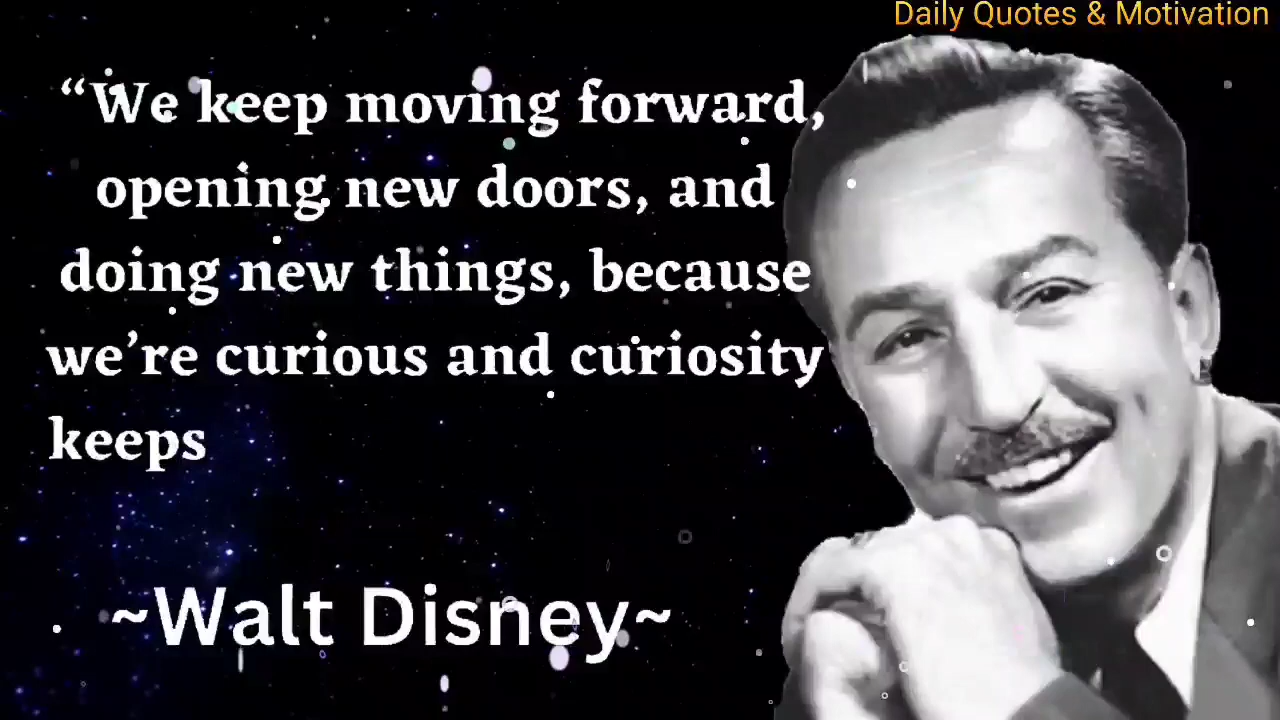 Daily Quotes & Motivation
“We keep moving forward,
opening new doors, and
doing new things, because
we’re curious and curiosity
keeps
~Walt Disney~